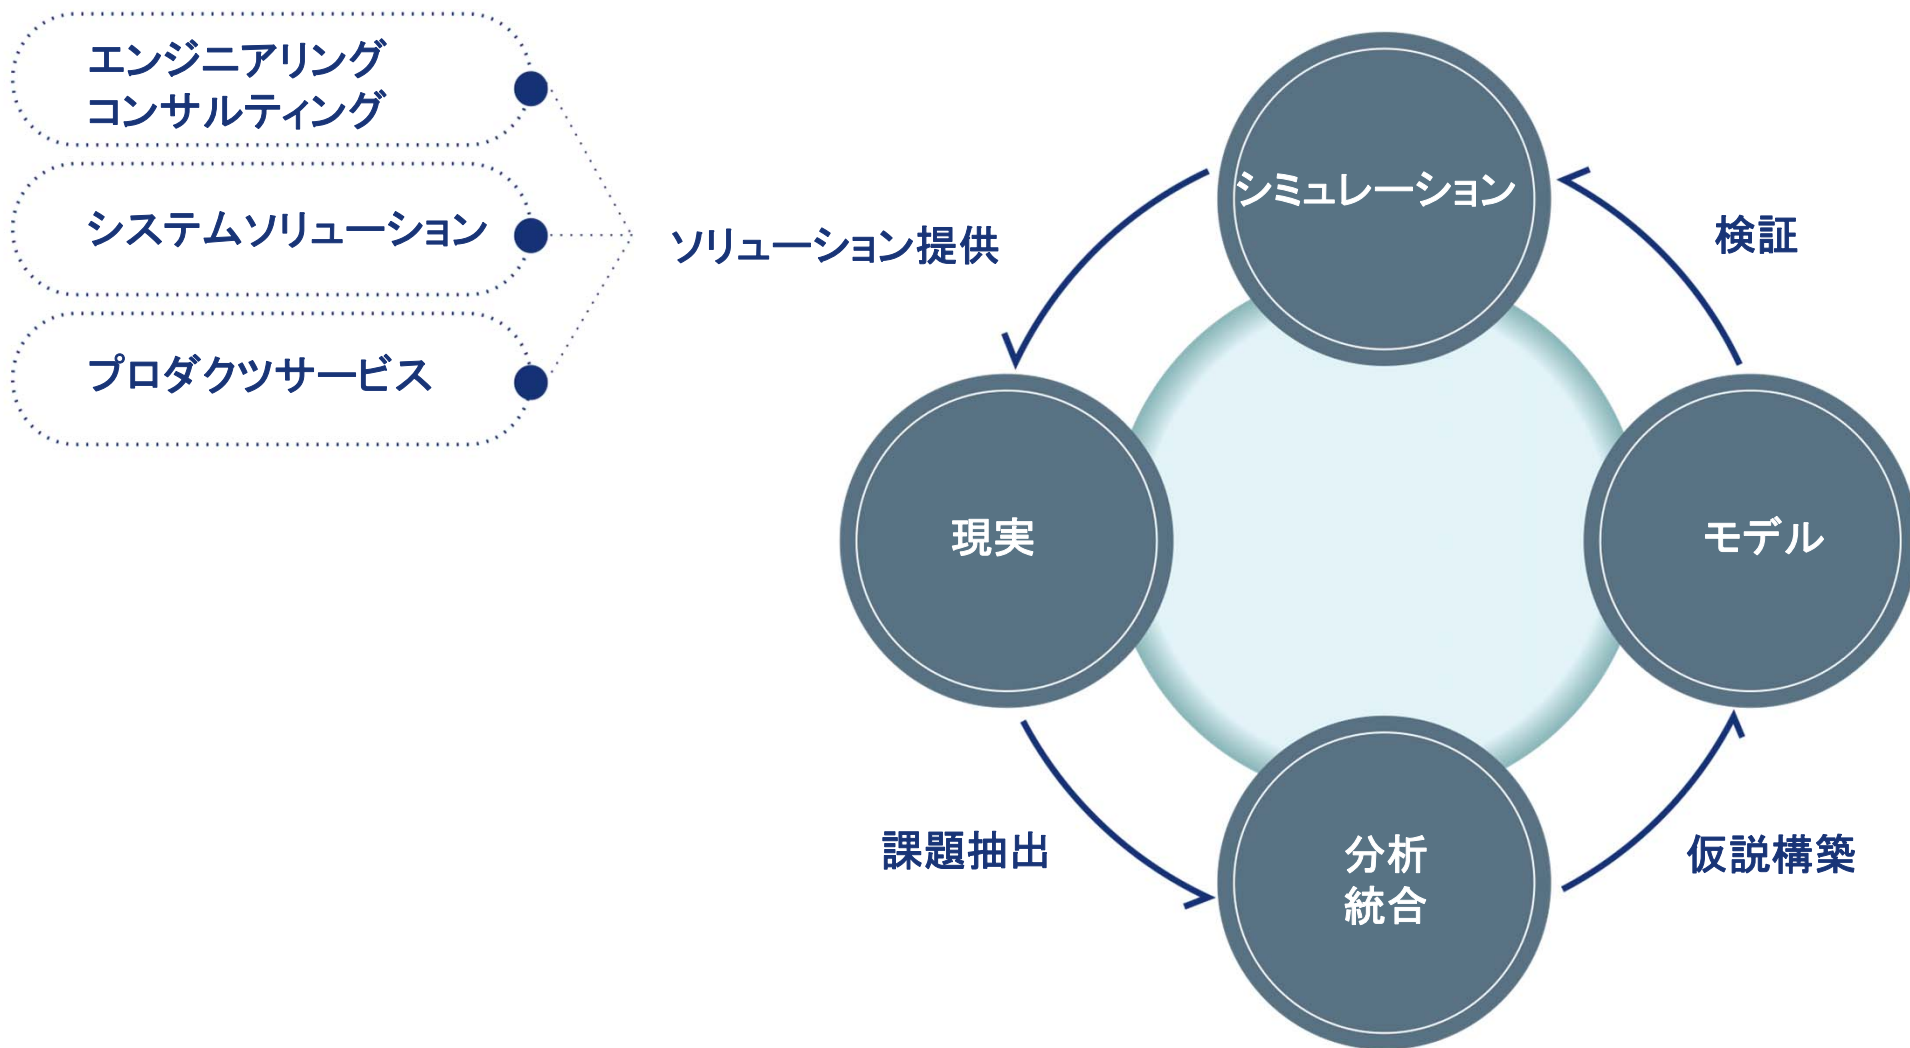 エンジニアリング
コンサルティング
システムソリューション
プロダクツサービス
ソリューション提供
シミュレーション
検証
現実
モデル
課題抽出
分析
統合
仮説構築